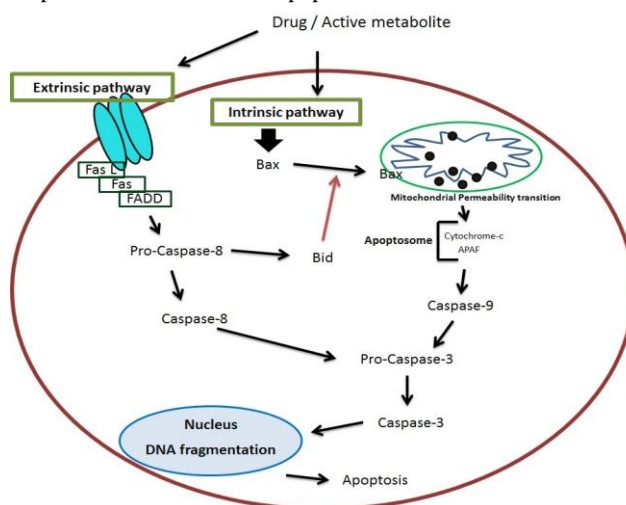 Drug / Active metabolite
Extrinsic pathway
Intrinsic pathway
Bax
Bax
Mitochondrial Permeability transition
Fas L
Fas
FADD
Apoptosome
Cytochrome-c
APAF
Pro-Caspase-8
Bid
Caspase-9
Caspase-8
Pro-Caspase-3
Caspase-3
Nucleus
DNA fragmentation
Apoptosis